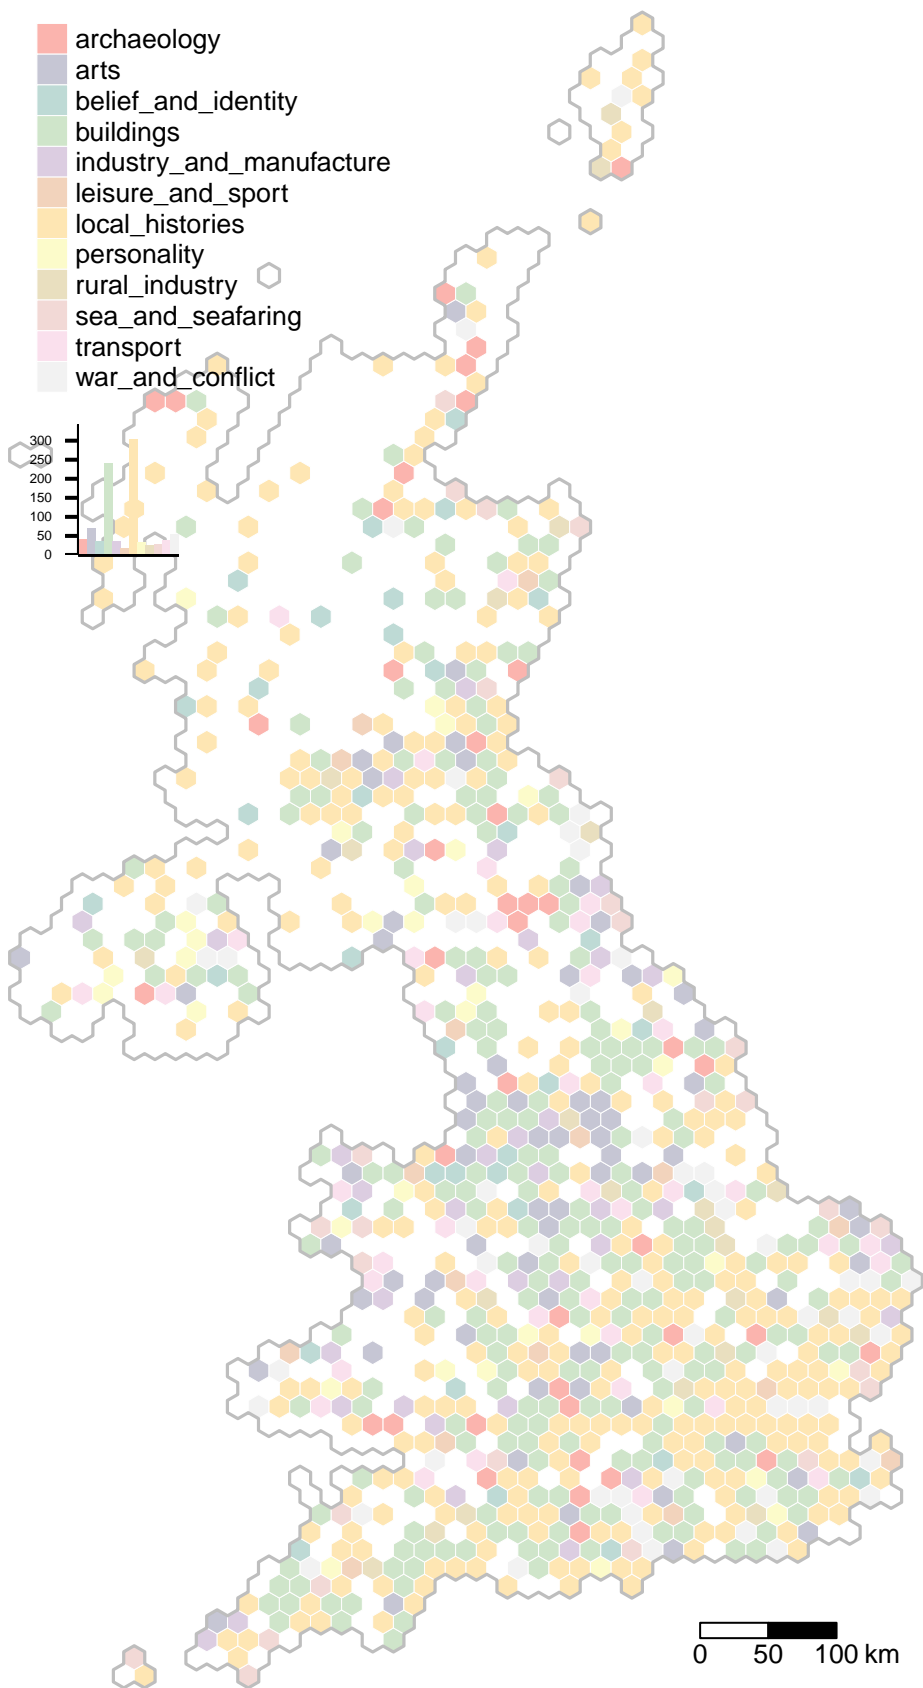 archaeology
arts
belief_and_identity
buildings
industry_and_manufacture
leisure_and_sport
local_histories
personality
rural_industry
sea_and_seafaring
transport
war_and_conflict
300
250
200
150
100
50
0
0 50 100 km